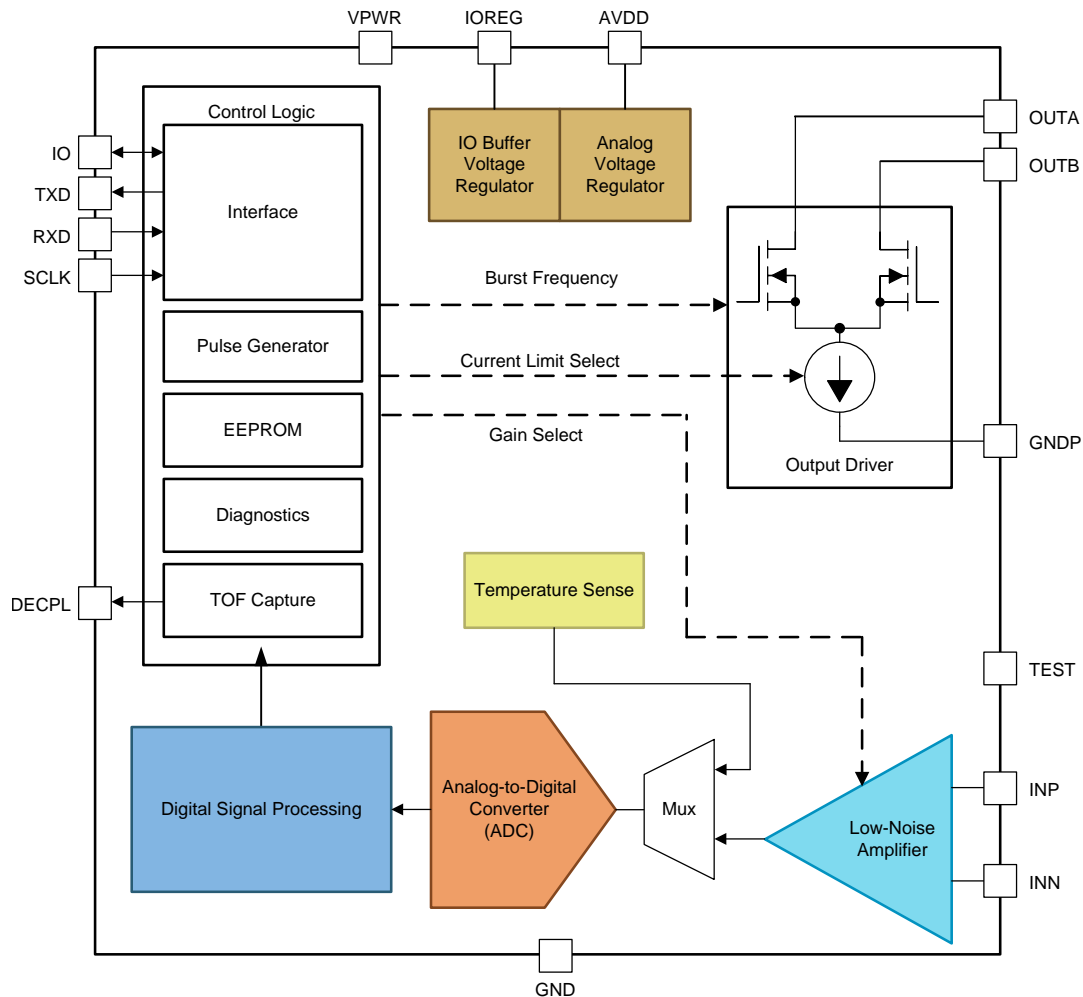 VPWR
IOREG
AVDD
Control Logic
IO
TXD
RXD
SCLK
Interface
IO Buffer
Voltage
Regulator
Analog
Voltage
Regulator
OUTA
OUTB
Burst Frequency
Pulse Generator
Current Limit Select
EEPROM
Gain Select
GNDP
Output Driver
Diagnostics
Temperature Sense
DECPL
TOF Capture
TEST
Digital Signal Processing
Analog-to-Digital
Converter
(ADC)
Mux
Low-Noise
Amplifier
INP
INN
GND